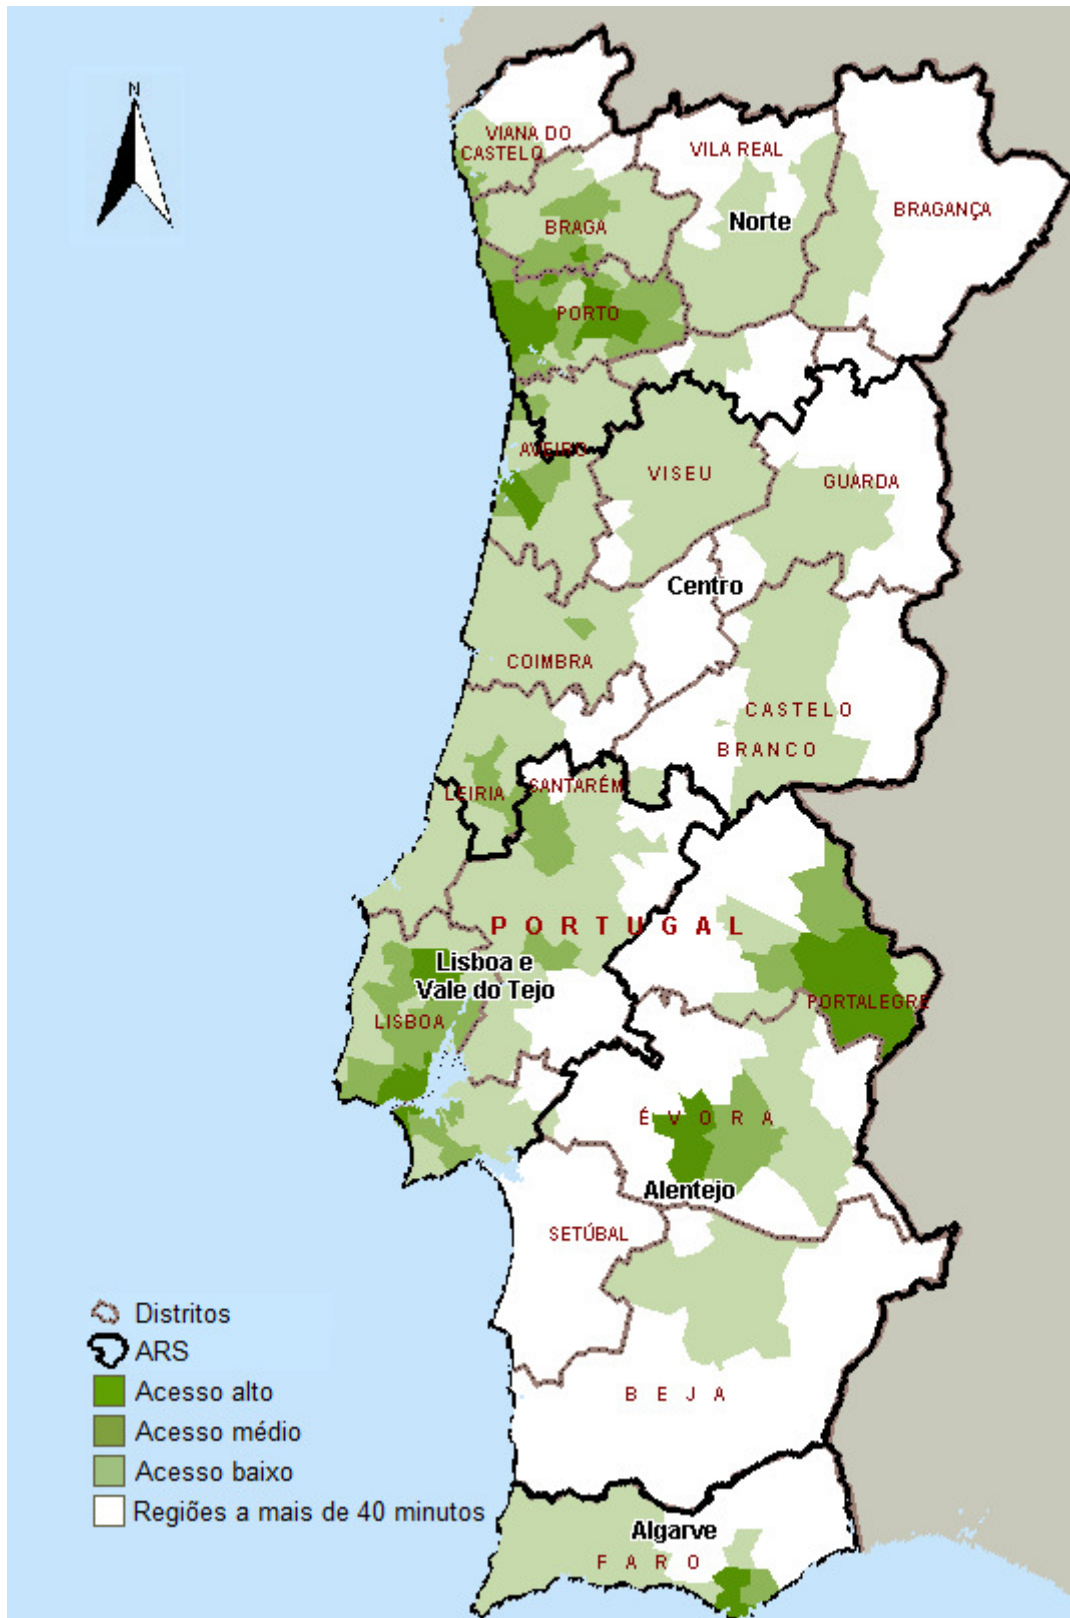 N
VIANA DO
CASTELO
VILA REAL
BRAGANÇA
Norte
BRAGA
PORTO
AVEIRO
VISEU
GUARDA
Centro
COIMBRA
CASTELO
BRANCO
LEIRIA
SANTARÉM
PORTUGAL
Lisboa e
Vale do Tejo
LISBOA
PORTALEGRE
ÉVORA
Alentejo
SETÚBAL
BEJA
Algarve
FARO
Distritos
ARS
Acesso alto
Acesso médio
Acesso baixo
Regiões a mais de 40 minutos